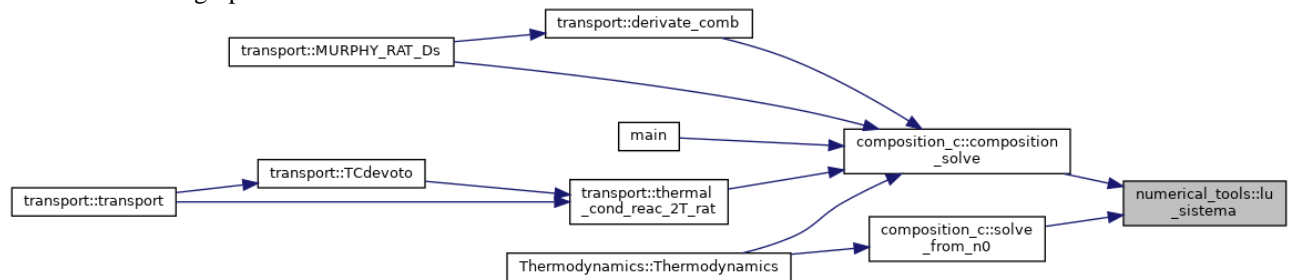 transport::derivate_comb
transport::MURPHY_RAT_Ds
main
composition_c::composition
_solve
transport::TCdevoto
transport::thermal
_cond_reac_2T_rat
numerical_tools::lu
_sistema
transport::transport
composition_c::solve
_from_n0
Thermodynamics::Thermodynamics